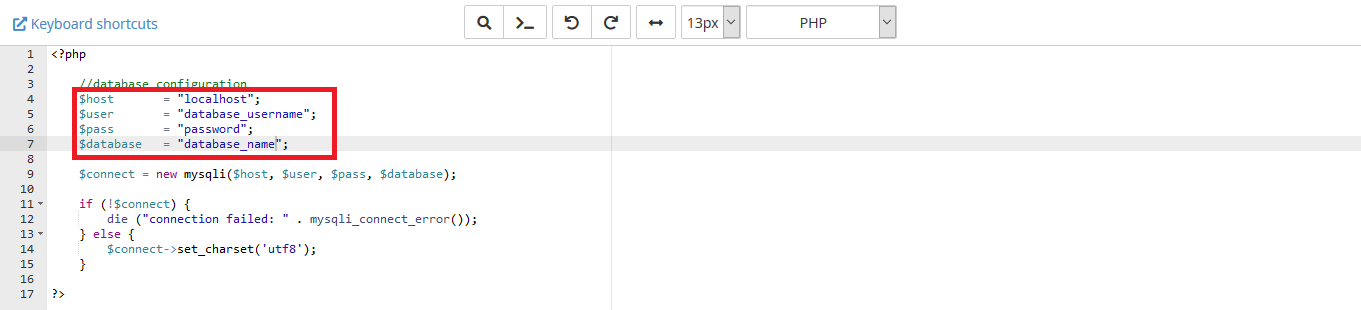 Keyboard shortcuts
13px
PHP
1 <?php
2
3 //database configuration
4 $host       = "localhost";
5 $user       = "database_username";
6 $pass       = "password";
7 $database   = "database_name";
8
9 $connect = new mysqli($host, $user, $pass, $database);
10
11 if (!$connect) {
12     die ("connection failed: " . mysqli_connect_error());
13 } else {
14     $connect->set_charset('utf8');
15 }
16
17 ?>